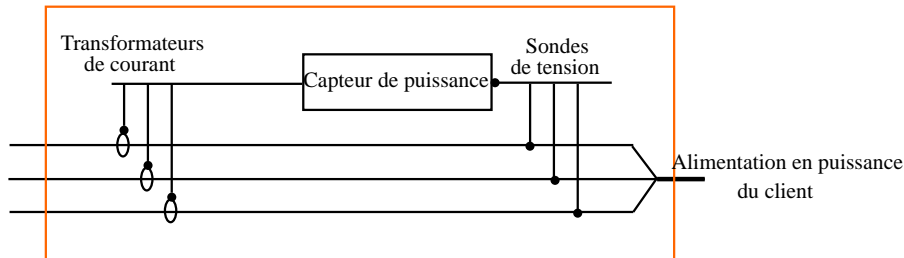 Transformateurs
de courant
Capteur de puissance
Sondes
de tension
Alimentation en puissance
du client